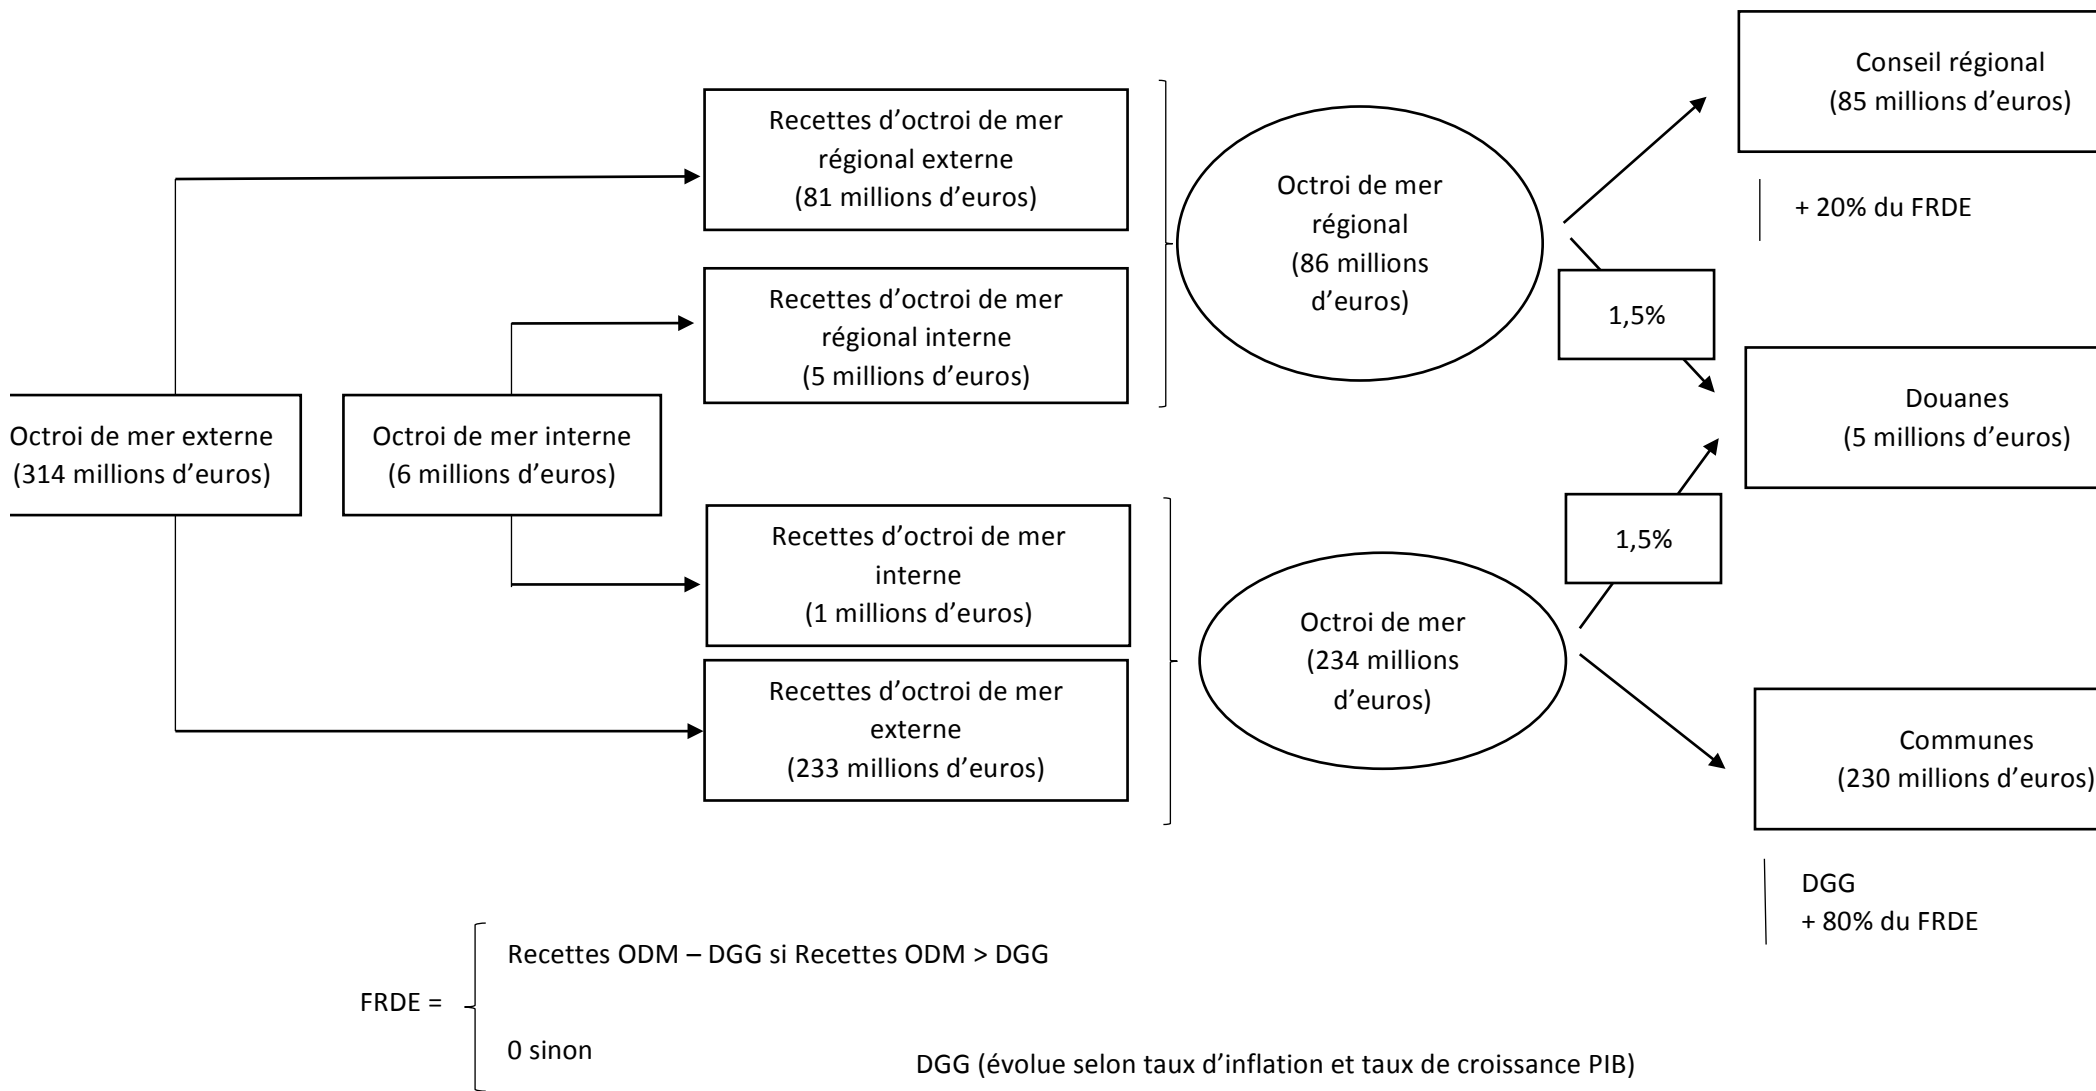 Conseil régional
(85 millions d’euros)
+ 20% du FRDE
Recettes d’octroi de mer
régional externe
(81 millions d’euros)
Octroi de mer
régional
(86 millions
d’euros)
Recettes d’octroi de mer
régional interne
(5 millions d’euros)
1,5%
Douanes
(5 millions d’euros)
Octroi de mer externe
(314 millions d’euros)
Octroi de mer interne
(6 millions d’euros)
1,5%
Recettes d’octroi de mer
interne
(1 millions d’euros)
Octroi de mer
(234 millions
d’euros)
Recettes d’octroi de mer
externe
(233 millions d’euros)
Communes
(230 millions d’euros)
DGG
+ 80% du FRDE
Recettes ODM – DGG si Recettes ODM > DGG
FRDE =
0 sinon
DGG (évolue selon taux d’inflation et taux de croissance PIB)